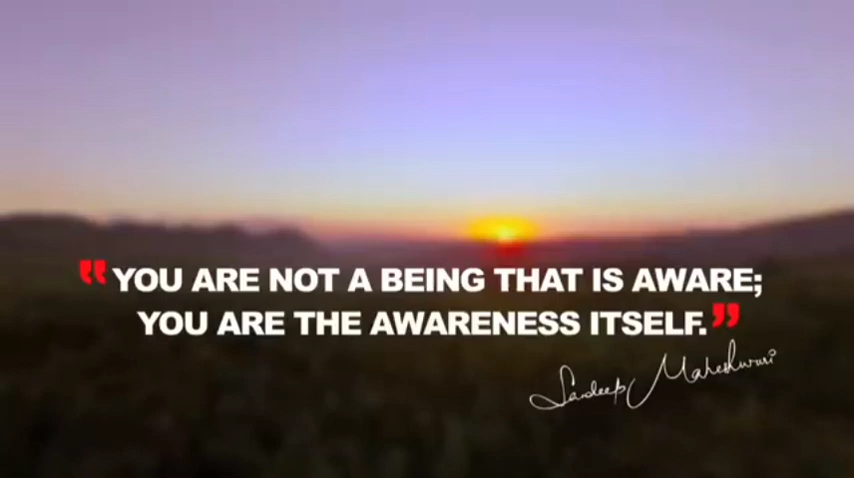 "YOU ARE NOT A BEING THAT IS AWARE;
YOU ARE THE AWARENESS ITSELF."
Sandeep Maheshwari